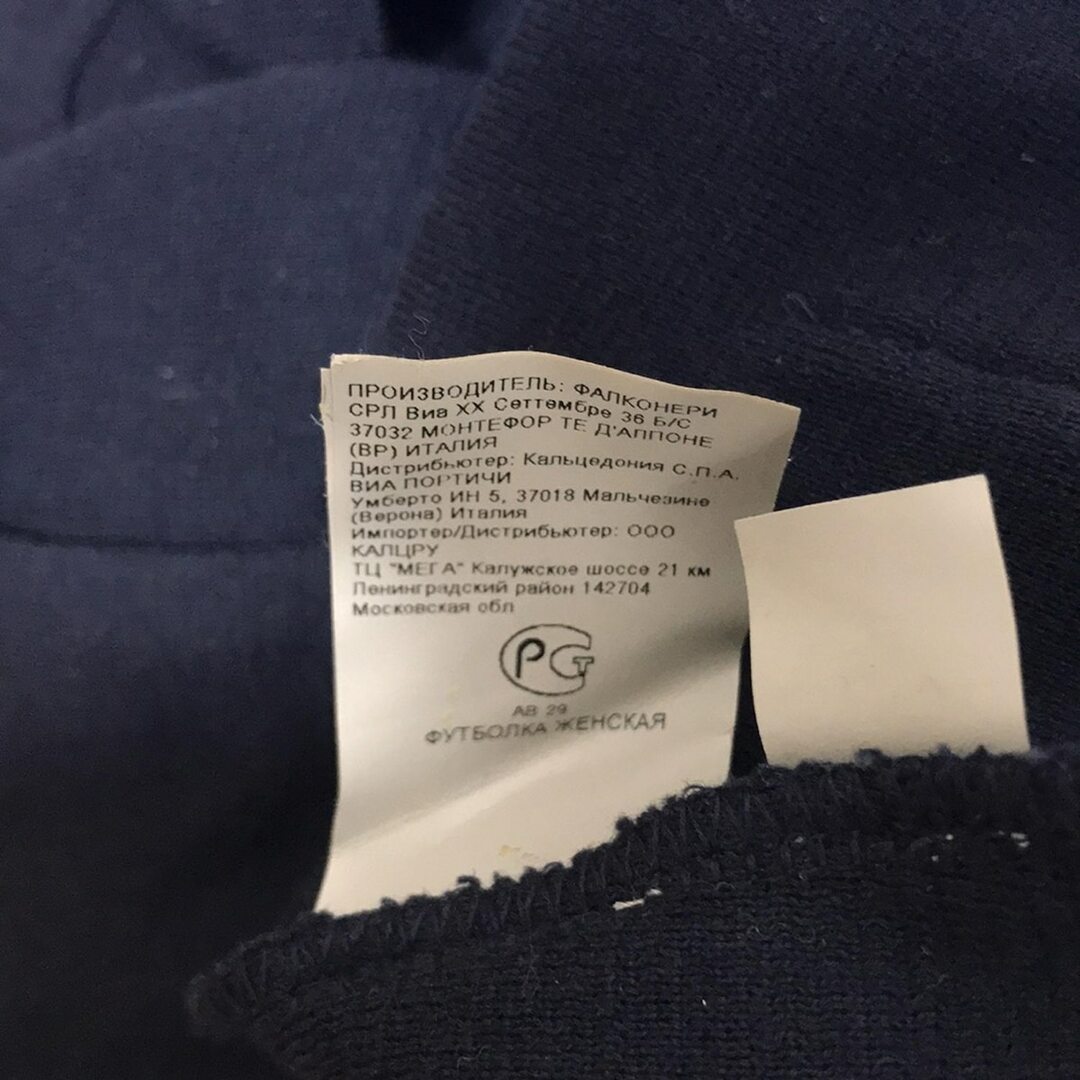 ПРОИЗВОДИТЕЛЬ: ФАЛКОНЕРИ
СРЛ Виа XX Сеттембре 36 Б/С
37032 МОНТЕФОР ТЕ Д'АЛПОНЕ
(ВР) ИТАЛИЯ
Дистрибьютер: Кальцедония С.П.А.
ВИА ПОРТИЧИ
Умберто ИН 5, 37018 Мальчезине
(Верона) Италия
Импортер/Дистрибьютер: ООО
КАЛЦРУ
ТЦ "МЕГА" Калужское шоссе 21 км
Ленинградский район 142704
Московская обл
РСТ
АВ 29
ФУТБОЛКА ЖЕНСКАЯ